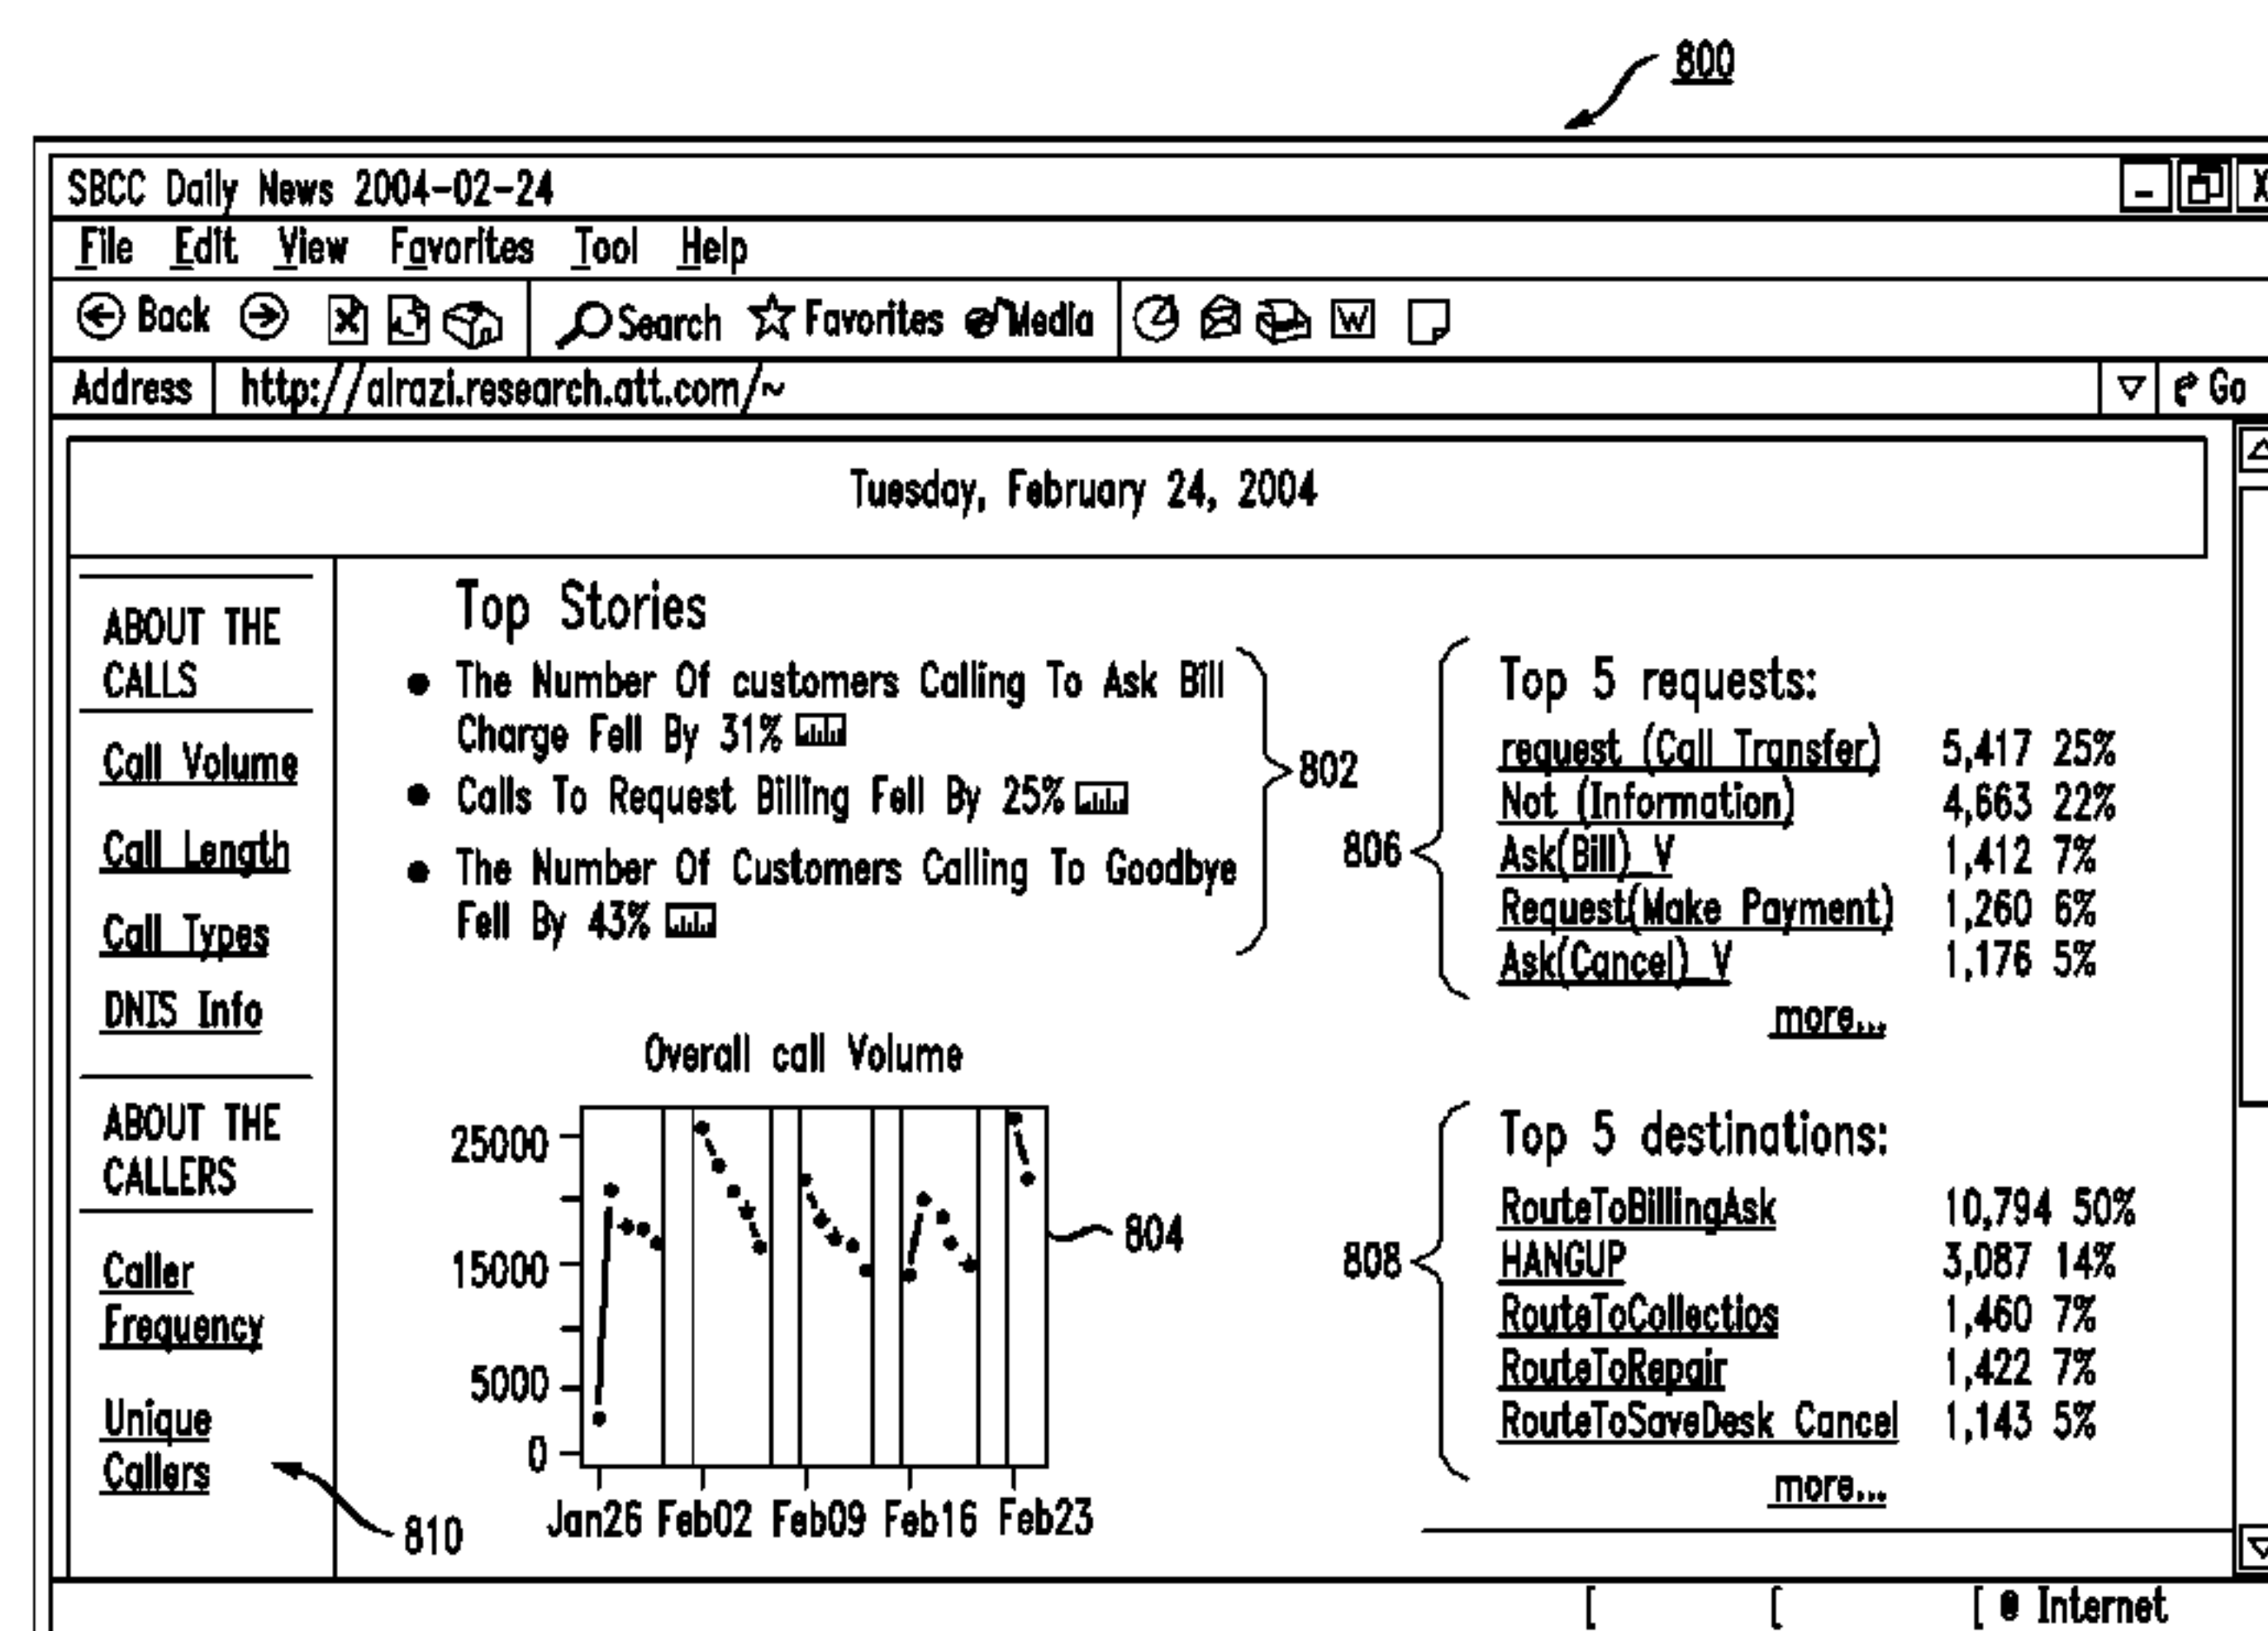 800
SBCC Daily News 2004-02-24
File Edit View Favorites Tool Help
Back Search Favorites Media W
Address http://alrazi.research.att.com/~ Go
Tuesday, February 24, 2004
ABOUT THE
CALLS
Call Volume
Call Length
Call Types
DNIS Info
ABOUT THE
CALLERS
Caller
Frequency
Unique
Callers
810
Top Stories
• The Number Of customers Calling To Ask Bill
Charge Fell By 31%
• Calls To Request Billing Fell By 25%
• The Number Of Customers Calling To Goodbye
Fell By 43%
802
Overall call Volume
25000
15000
5000
0
Jan26 Feb02 Feb09 Feb16 Feb23
804
806
Top 5 requests:
request (Call Transfer) 5,417 25%
Not (Information) 4,663 22%
Ask(Bill)_V 1,412 7%
Request(Make Payment) 1,260 6%
Ask(Cancel)_V 1,176 5%
more...
808
Top 5 destinations:
RouteToBillingAsk 10,794 50%
HANGUP 3,087 14%
RouteToCollectios 1,460 7%
RouteToRepair 1,422 7%
RouteToSaveDesk Cancel 1,143 5%
more...
[ [ [ Internet